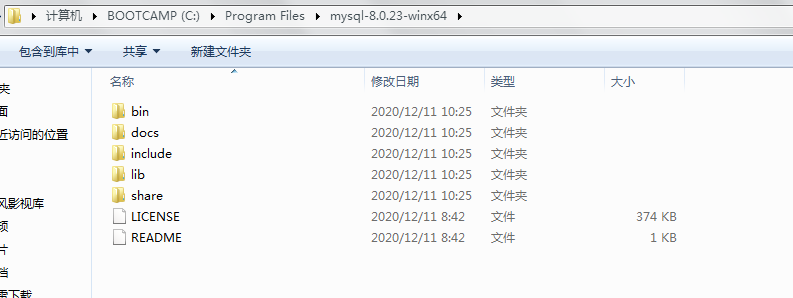 计算机 BOOTCAMP (C:) Program Files mysql-8.0.23-winx64
包含到库中 共享 新建文件夹
名称 修改日期 类型 大小
夹
bin 2020/12/11 10:25 文件夹
面
docs 2020/12/11 10:25 文件夹
近访问的位置
include 2020/12/11 10:25 文件夹
lib 2020/12/11 10:25 文件夹
share 2020/12/11 10:25 文件夹
风影视库
LICENSE 2020/12/11 8:42 文件 374 KB
频
README 2020/12/11 8:42 文件 1 KB
片
档
雷下载